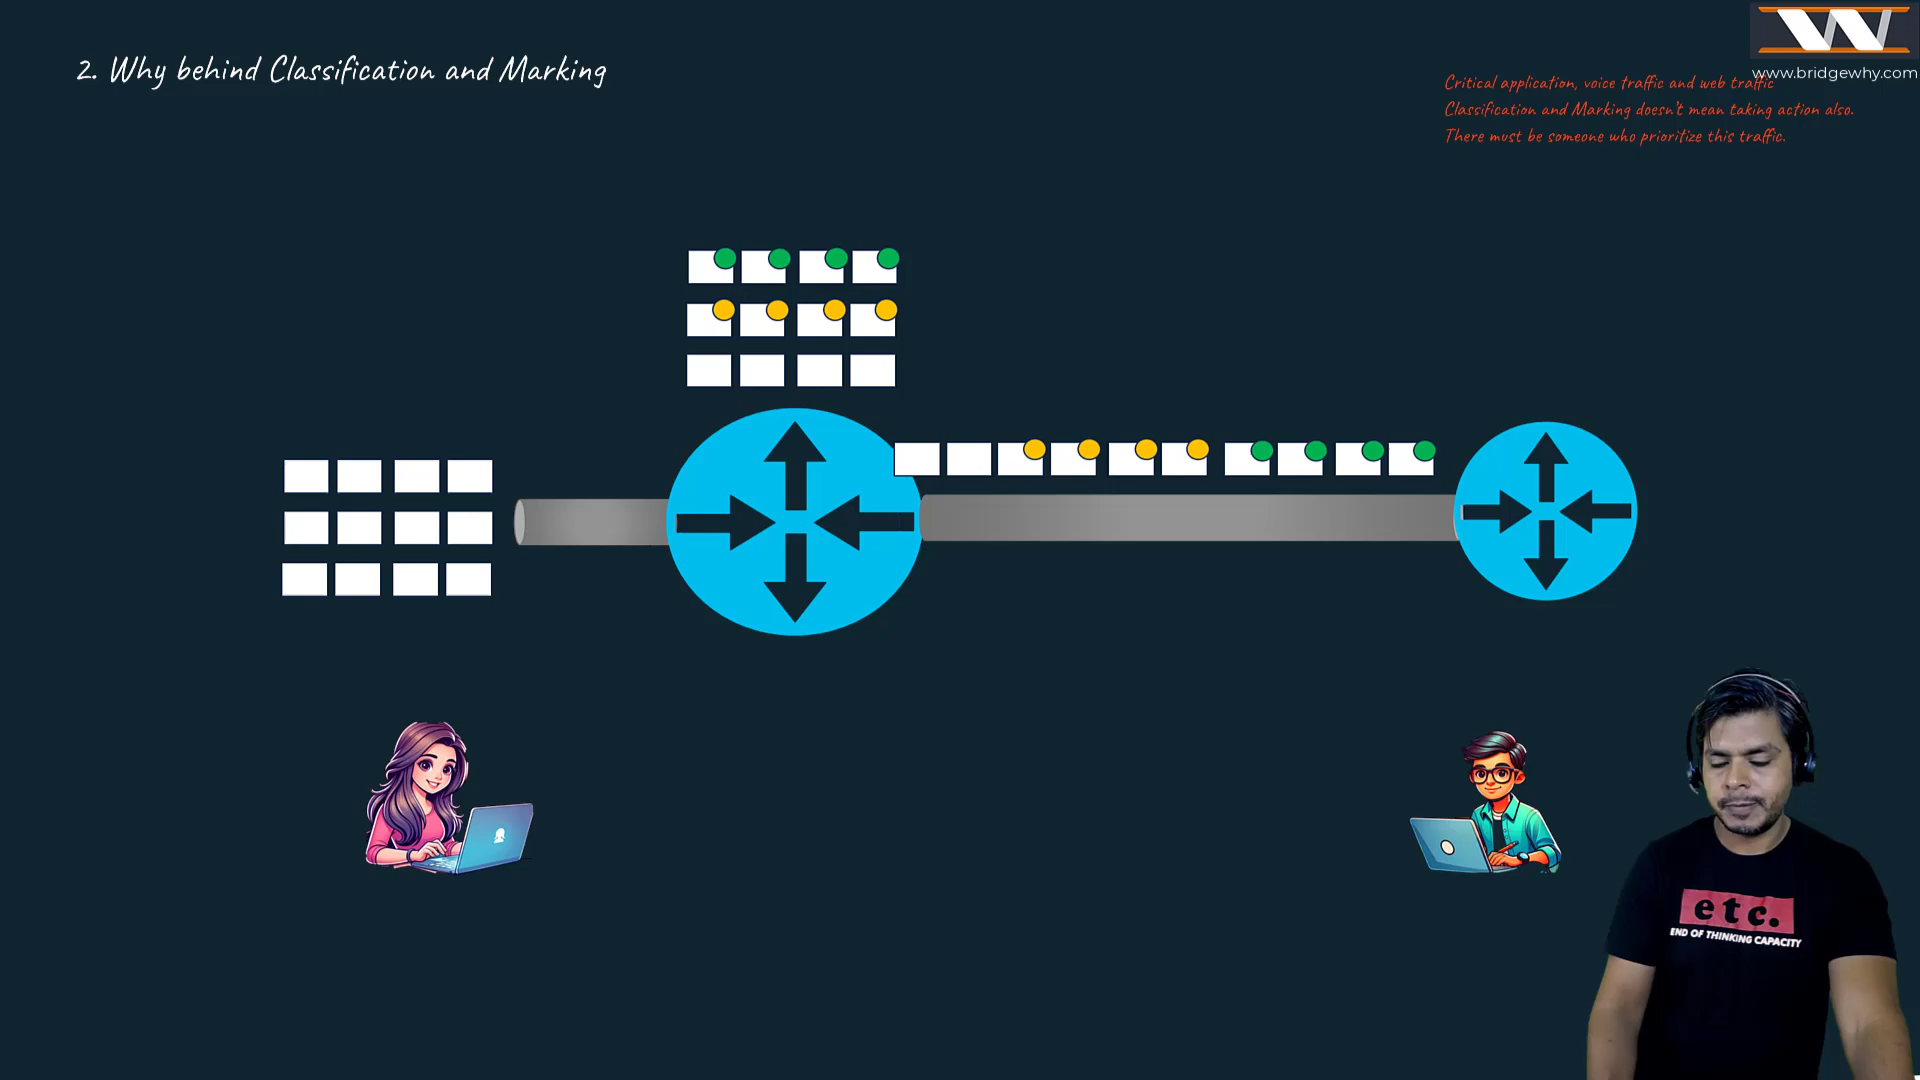 2. Why behind Classification and Marking
www.bridgewhy.com
Critical application, voice traffic and web traffic
Classification and Marking doesn't mean taking action also.
There must be someone who prioritize this traffic.
etc.
END OF THINKING CAPACITY